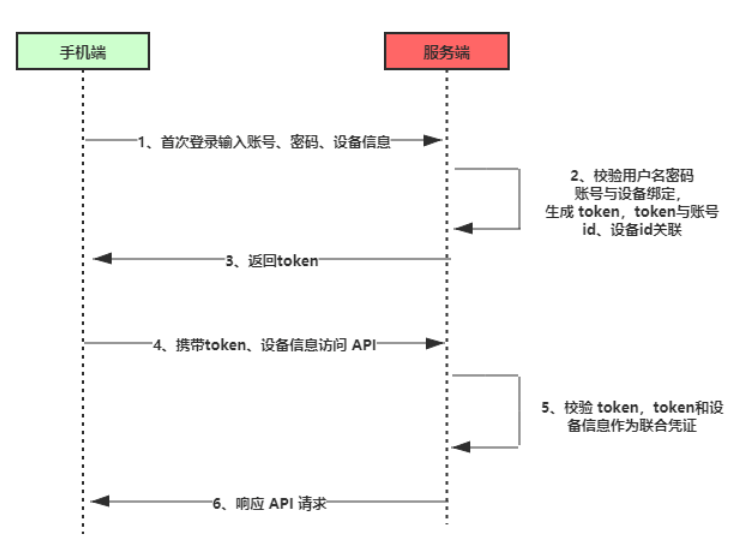 手机端
服务端
1、首次登录输入账号、密码、设备信息
2、校验用户名密码
账号与设备绑定，
生成 token，token与账号
id、设备id关联
3、返回token
4、携带token、设备信息访问 API
5、校验 token，token和设
备信息作为联合凭证
6、响应 API 请求